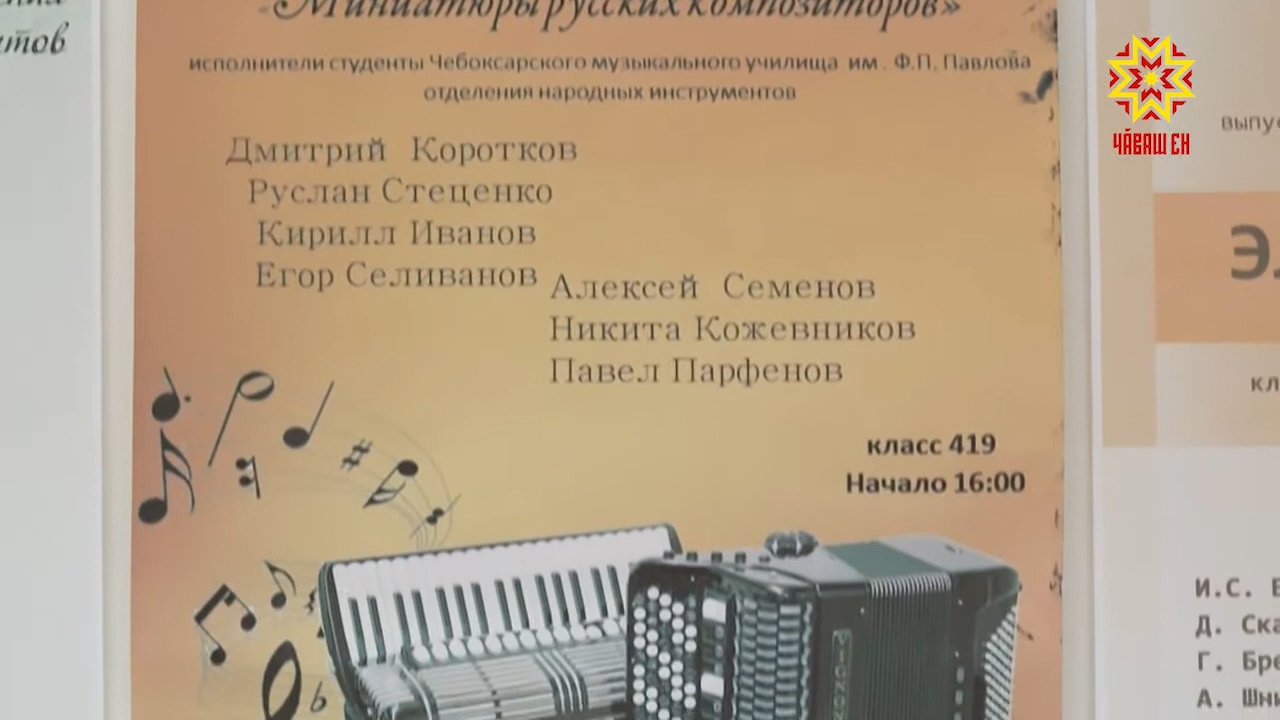 «Миниатюры русских композиторов»
исполнители студенты Чебоксарского музыкального училища им. Ф.П. Павлова
отделения народных инструментов
Дмитрий Коротков
Руслан Стеценко
Кирилл Иванов
Егор Селиванов
Алексей Семенов
Никита Кожевников
Павел Парфенов
класс 419
Начало 16:00
ЧӐВАШ ЕН
И.С.
Д.
Г.
А.